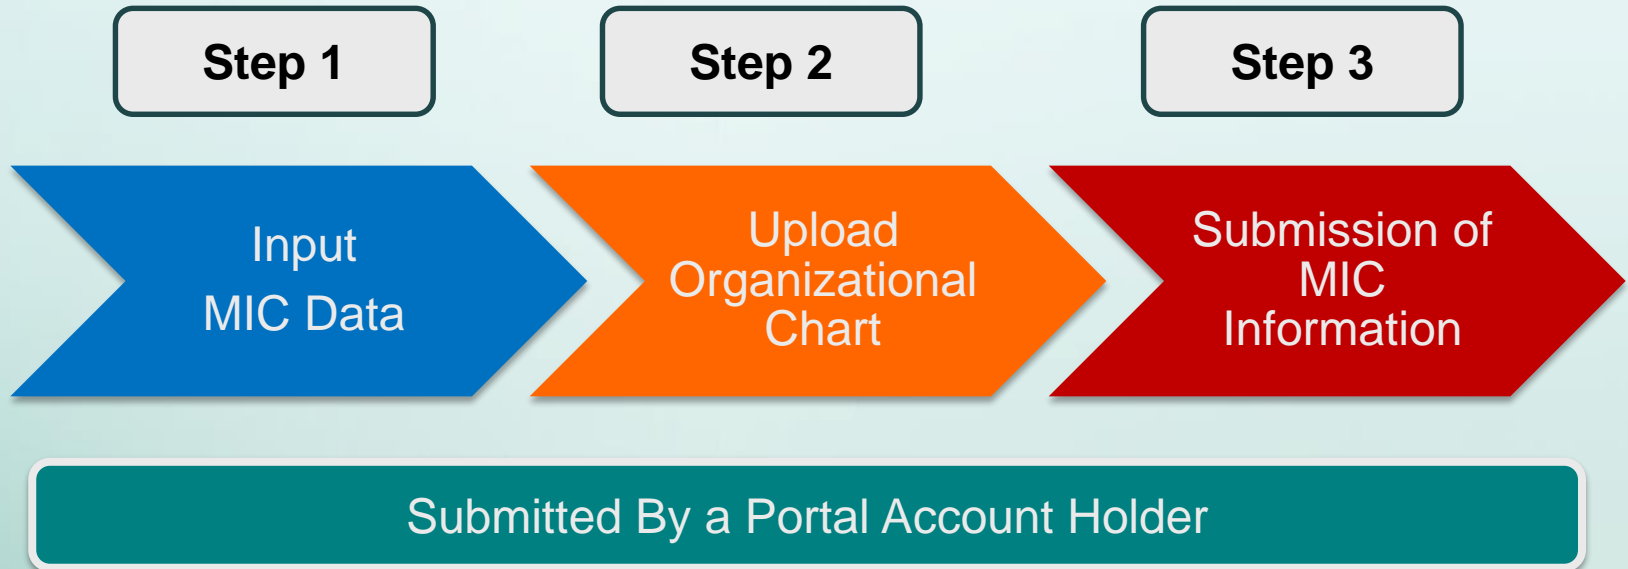 Step 1
Step 2
Step 3
Input
MIC Data
Upload
Organizational
Chart
Submission of
MIC
Information
Submitted By a Portal Account Holder